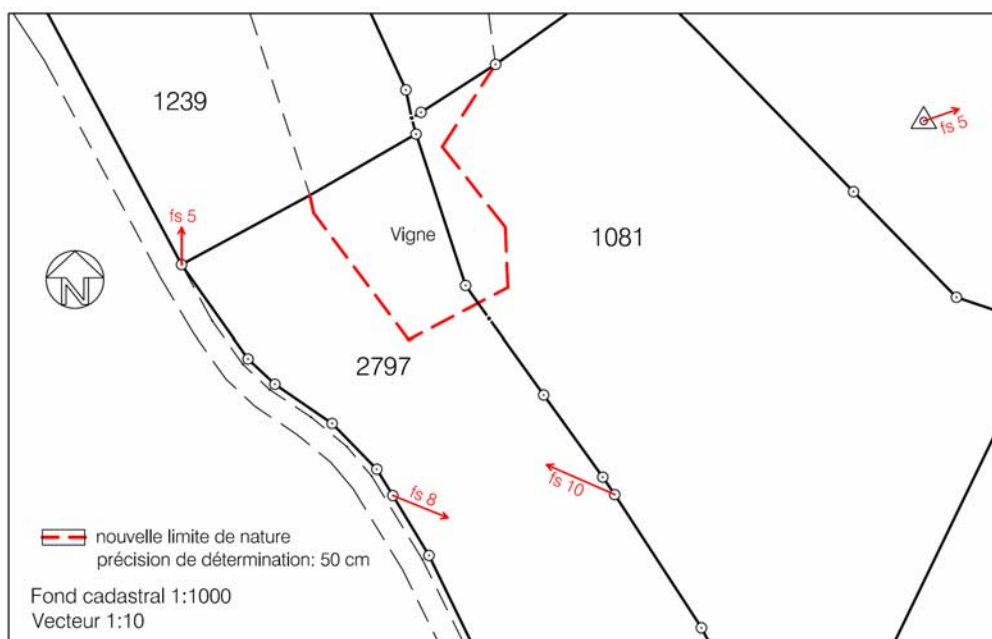 1239
fs 5
fs 5
N
Vigne
1081
2797
fs 8
fs 10
nouvelle limite de nature
précision de détermination: 50 cm
Fond cadastral 1:1000
Vecteur 1:10